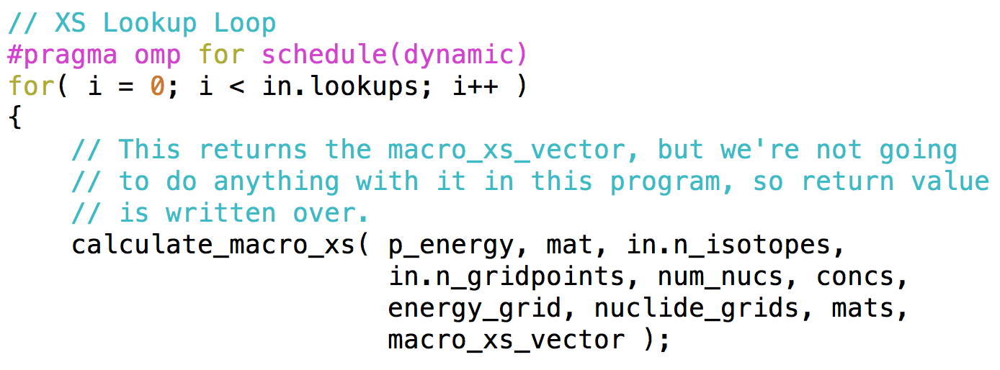 // XS Lookup Loop
#pragma omp for schedule(dynamic)
for( i = 0; i < in.lookups; i++ )
{
    // This returns the macro_xs_vector, but we're not going
    // to do anything with it in this program, so return value
    // is written over.
    calculate_macro_xs( p_energy, mat, in.n_isotopes,
                        in.n_gridpoints, num_nucs, concs,
                        energy_grid, nuclide_grids, mats,
                        macro_xs_vector );